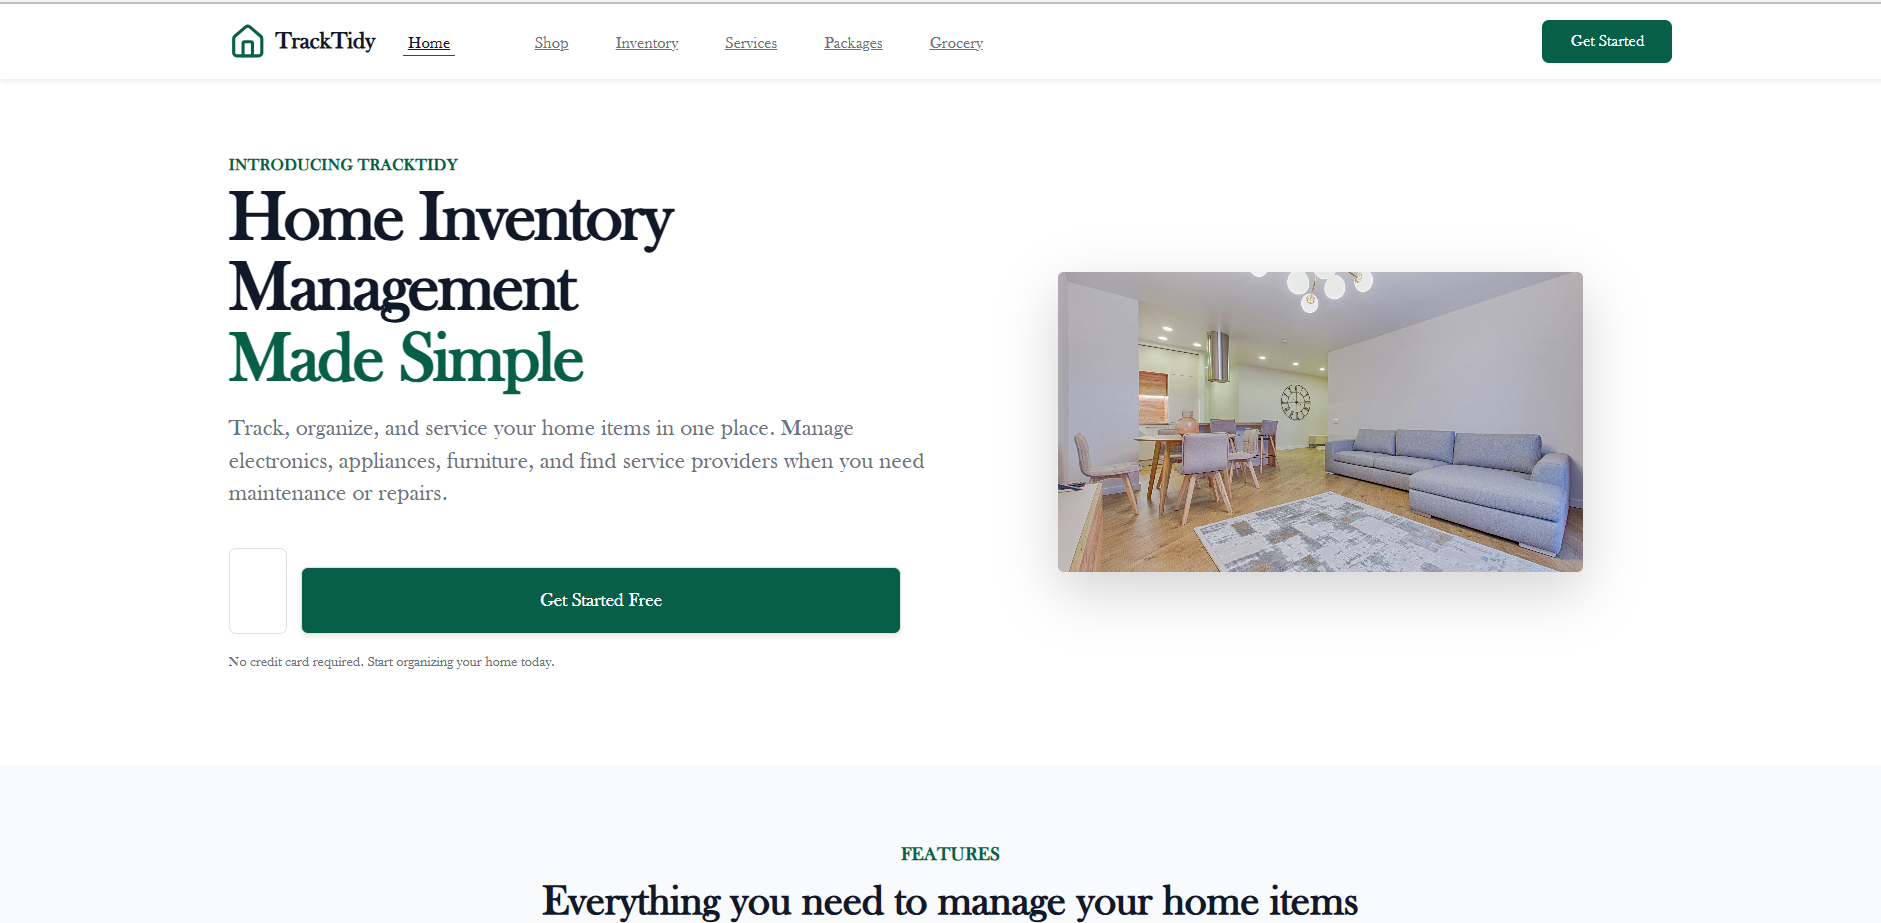 TrackTidy
Home
Shop
Inventory
Services
Packages
Grocery
Get Started
INTRODUCING TRACKTIDY
Home Inventory
Management
Made Simple
Track, organize, and service your home items in one place. Manage
electronics, appliances, furniture, and find service providers when you need
maintenance or repairs.
Get Started Free
No credit card required. Start organizing your home today.
FEATURES
Everything you need to manage your home items